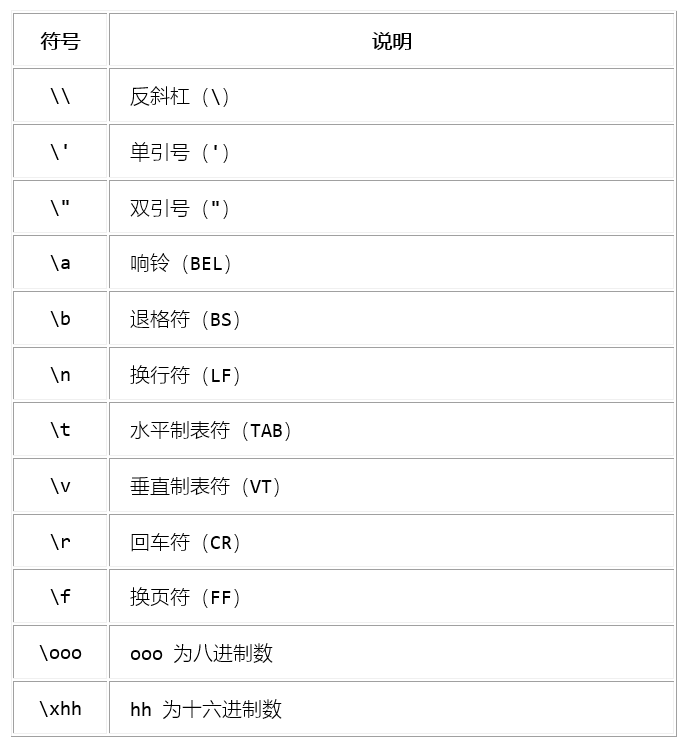 符号 说明
\\ 反斜杠（\）
\' 单引号（'）
\" 双引号（"）
\a 响铃（BEL）
\b 退格符（BS）
\n 换行符（LF）
\t 水平制表符（TAB）
\v 垂直制表符（VT）
\r 回车符（CR）
\f 换页符（FF）
\ooo ooo 为八进制数
\xhh hh 为十六进制数